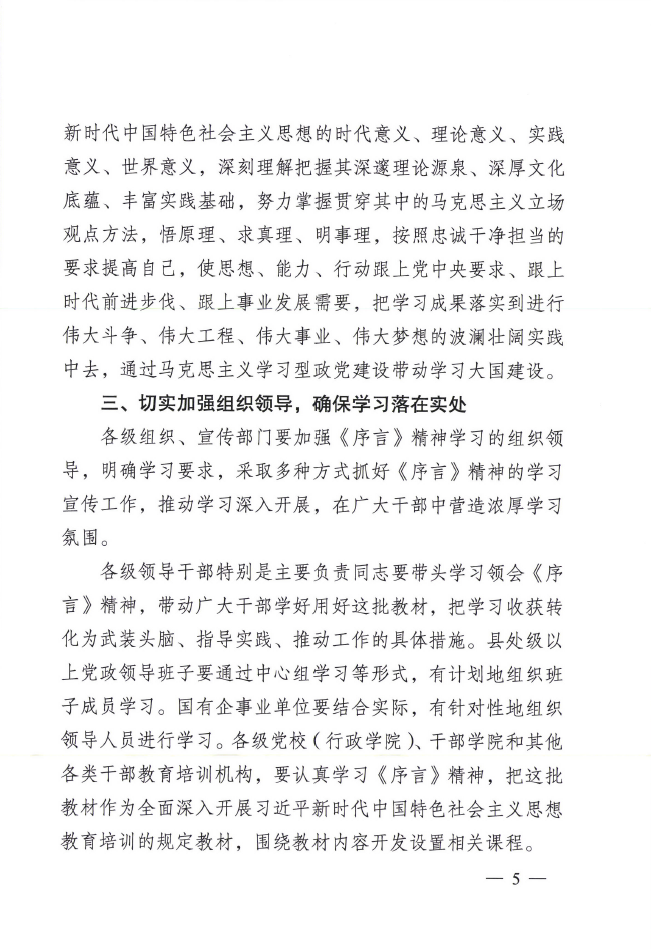 新时代中国特色社会主义思想的时代意义、理论意义、实践
意义、世界意义，深刻理解把握其深邃理论源泉、深厚文化
底蕴、丰富实践基础，努力掌握贯穿其中的马克思主义立场
观点方法，悟原理、求真理、明事理，按照忠诚干净担当的
要求提高自己，使思想、能力、行动跟上党中央要求、跟上
时代前进步伐、跟上事业发展需要，把学习成果落实到进行
伟大斗争、伟大工程、伟大事业、伟大梦想的波澜壮阔实践
中去，通过马克思主义学习型政党建设带动学习大国建设。
三、切实加强组织领导，确保学习落在实处
各级组织、宣传部门要加强《序言》精神学习的组织领
导，明确学习要求，采取多种方式抓好《序言》精神的学习
宣传工作，推动学习深入开展，在广大干部中营造浓厚学习
氛围。
各级领导干部特别是主要负责同志要带头学习领会《序
言》精神，带动广大干部学好用好这批教材，把学习收获转
化为武装头脑、指导实践、推动工作的具体措施。县处级以
上党政领导班子要通过中心组学习等形式，有计划地组织班
子成员学习。国有企事业单位要结合实际，有针对性地组织
领导人员进行学习。各级党校（行政学院）、干部学院和其他
各类干部教育培训机构，要认真学习《序言》精神，把这批
教材作为全面深入开展习近平新时代中国特色社会主义思想
教育培训的规定教材，围绕教材内容开发设置相关课程。
— 5 —